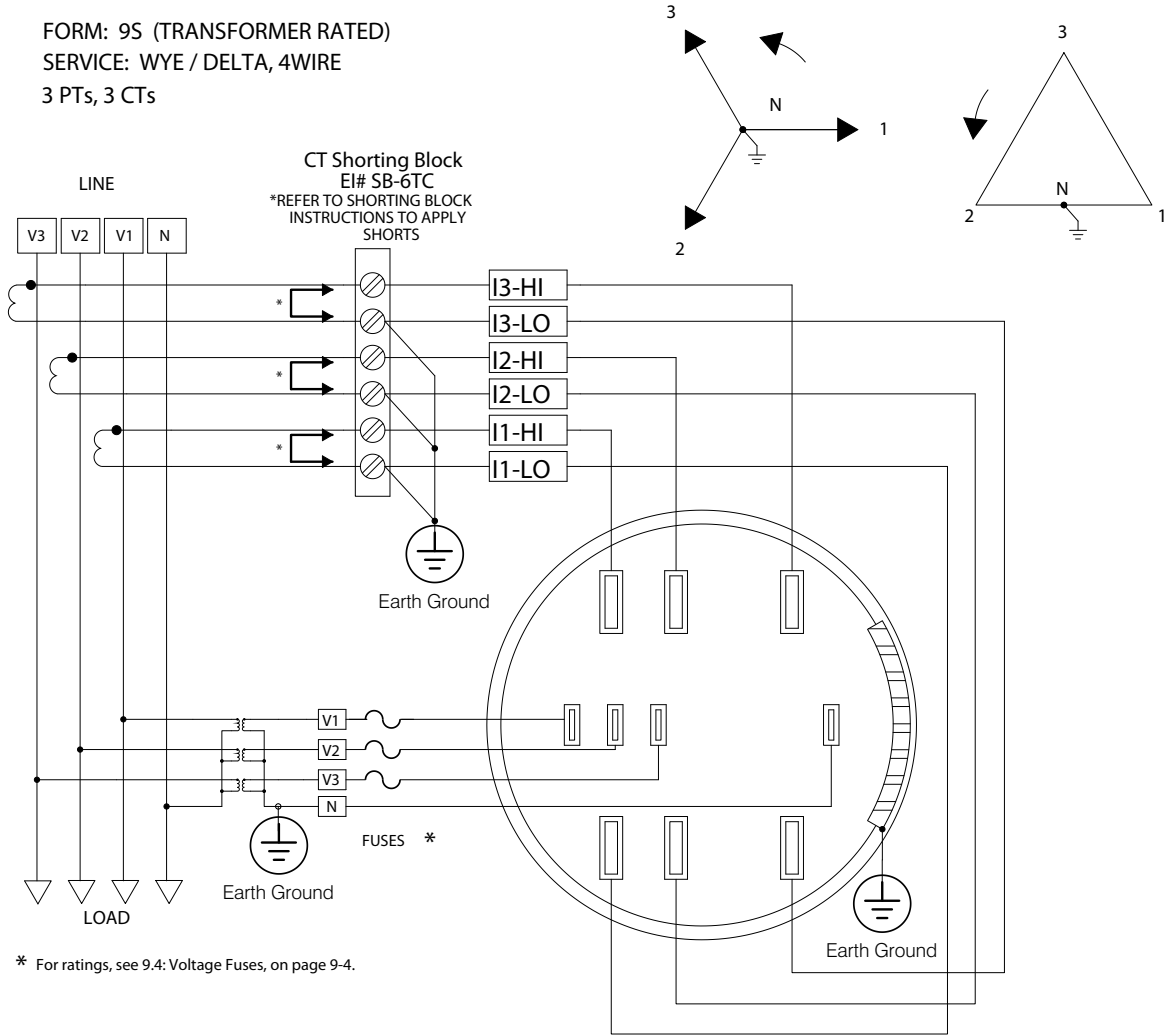 FORM: 9S (TRANSFORMER RATED)
SERVICE: WYE / DELTA, 4WIRE
3 PTs, 3 CTs
3
N
1
2
3
N
2
1
LINE
CT Shorting Block
EI# SB-6TC
*REFER TO SHORTING BLOCK
INSTRUCTIONS TO APPLY
SHORTS
V3
V2
V1
N
*
I3-HI
I3-LO
*
I2-HI
I2-LO
*
I1-HI
I1-LO
Earth Ground
V1
V2
V3
N
FUSES *
Earth Ground
LOAD
Earth Ground
* For ratings, see 9.4: Voltage Fuses, on page 9-4.